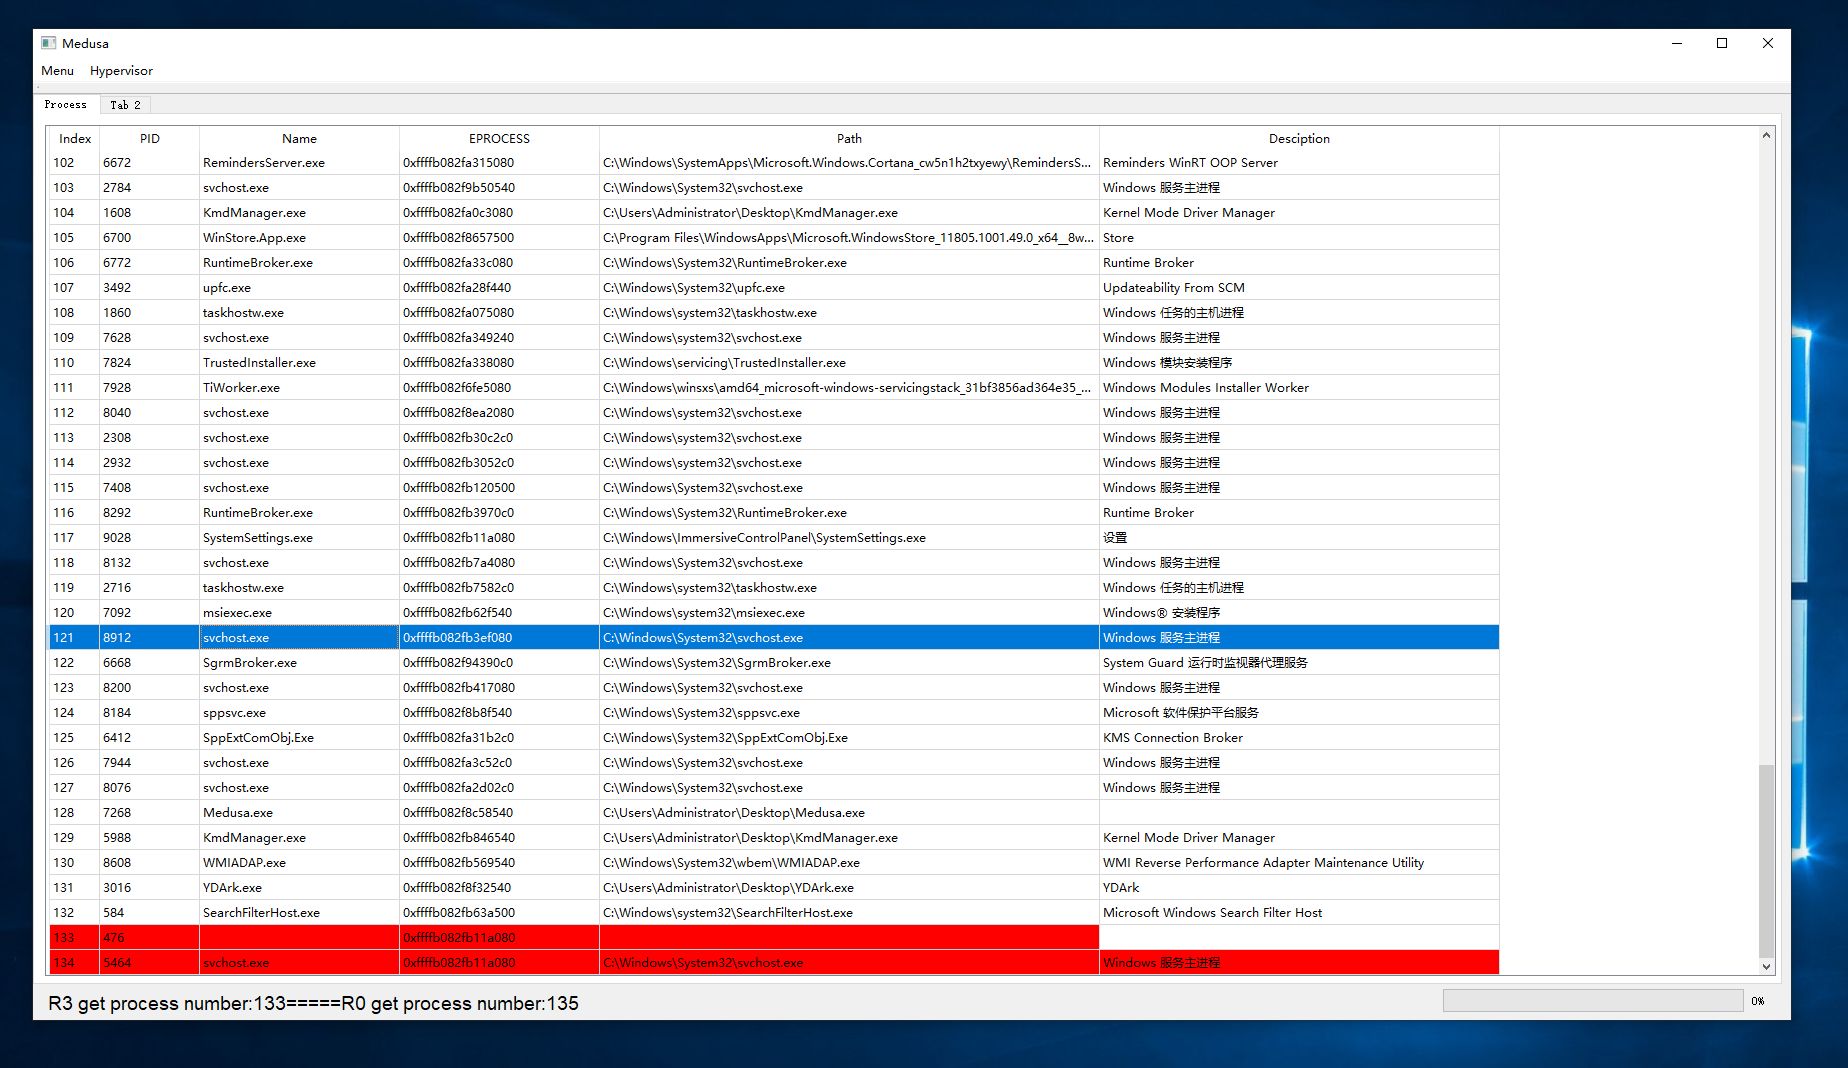 Medusa
Menu Hypervisor
Process Tab 2
Index PID Name EPROCESS Path Desciption
102 6672 RemindersServer.exe 0xffffb082fa315080 C:\Windows\SystemApps\Microsoft.Windows.Cortana_cw5n1h2txyewy\RemindersS... Reminders WinRT OOP Server
103 2784 svchost.exe 0xffffb082f9b50540 C:\Windows\System32\svchost.exe Windows 服务主进程
104 1608 KmdManager.exe 0xffffb082fa0c3080 C:\Users\Administrator\Desktop\KmdManager.exe Kernel Mode Driver Manager
105 6700 WinStore.App.exe 0xffffb082f8657500 C:\Program Files\WindowsApps\Microsoft.WindowsStore_11805.1001.49.0_x64__8w... Store
106 6772 RuntimeBroker.exe 0xffffb082fa33c080 C:\Windows\System32\RuntimeBroker.exe Runtime Broker
107 3492 upfc.exe 0xffffb082fa28f440 C:\Windows\System32\upfc.exe Updateability From SCM
108 1860 taskhostw.exe 0xffffb082fa075080 C:\Windows\system32\taskhostw.exe Windows 任务的主机进程
109 7628 svchost.exe 0xffffb082fa349240 C:\Windows\system32\svchost.exe Windows 服务主进程
110 7824 TrustedInstaller.exe 0xffffb082fa338080 C:\Windows\servicing\TrustedInstaller.exe Windows 模块安装程序
111 7928 TiWorker.exe 0xffffb082f6fe5080 C:\Windows\winsxs\amd64_microsoft-windows-servicingstack_31bf3856ad364e35_... Windows Modules Installer Worker
112 8040 svchost.exe 0xffffb082f8ea2080 C:\Windows\system32\svchost.exe Windows 服务主进程
113 2308 svchost.exe 0xffffb082fb30c2c0 C:\Windows\system32\svchost.exe Windows 服务主进程
114 2932 svchost.exe 0xffffb082fb3052c0 C:\Windows\system32\svchost.exe Windows 服务主进程
115 7408 svchost.exe 0xffffb082fb120500 C:\Windows\System32\svchost.exe Windows 服务主进程
116 8292 RuntimeBroker.exe 0xffffb082fb3970c0 C:\Windows\System32\RuntimeBroker.exe Runtime Broker
117 9028 SystemSettings.exe 0xffffb082fb11a080 C:\Windows\ImmersiveControlPanel\SystemSettings.exe 设置
118 8132 svchost.exe 0xffffb082fb7a4080 C:\Windows\System32\svchost.exe Windows 服务主进程
119 2716 taskhostw.exe 0xffffb082fb7582c0 C:\Windows\system32\taskhostw.exe Windows 任务的主机进程
120 7092 msiexec.exe 0xffffb082fb62f540 C:\Windows\system32\msiexec.exe Windows® 安装程序
121 8912 svchost.exe 0xffffb082fb3ef080 C:\Windows\System32\svchost.exe Windows 服务主进程
122 6668 SgrmBroker.exe 0xffffb082f94390c0 C:\Windows\System32\SgrmBroker.exe System Guard 运行时监视器代理服务
123 8200 svchost.exe 0xffffb082fb417080 C:\Windows\System32\svchost.exe Windows 服务主进程
124 8184 sppsvc.exe 0xffffb082f8b8f540 C:\Windows\System32\sppsvc.exe Microsoft 软件保护平台服务
125 6412 SppExtComObj.Exe 0xffffb082fa31b2c0 C:\Windows\System32\SppExtComObj.Exe KMS Connection Broker
126 7944 svchost.exe 0xffffb082fa3c52c0 C:\Windows\System32\svchost.exe Windows 服务主进程
127 8076 svchost.exe 0xffffb082fa2d02c0 C:\Windows\System32\svchost.exe Windows 服务主进程
128 7268 Medusa.exe 0xffffb082f8c58540 C:\Users\Administrator\Desktop\Medusa.exe
129 5988 KmdManager.exe 0xffffb082fb846540 C:\Users\Administrator\Desktop\KmdManager.exe Kernel Mode Driver Manager
130 8608 WMIADAP.exe 0xffffb082fb569540 C:\Windows\System32\wbem\WMIADAP.exe WMI Reverse Performance Adapter Maintenance Utility
131 3016 YDArk.exe 0xffffb082f8f32540 C:\Users\Administrator\Desktop\YDArk.exe YDArk
132 584 SearchFilterHost.exe 0xffffb082fb63a500 C:\Windows\system32\SearchFilterHost.exe Microsoft Windows Search Filter Host
133 476 0xffffb082fb11a080
134 5464 svchost.exe 0xffffb082fb11a080 C:\Windows\System32\svchost.exe Windows 服务主进程
R3 get process number:133=====R0 get process number:135
0%